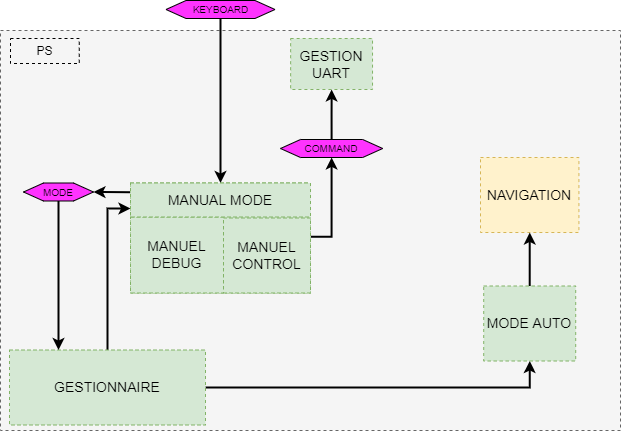 KEYBOARD
PS
GESTION
UART
COMMAND
MODE
MANUAL MODE
NAVIGATION
MANUEL
DEBUG
MANUEL
CONTROL
MODE AUTO
GESTIONNAIRE